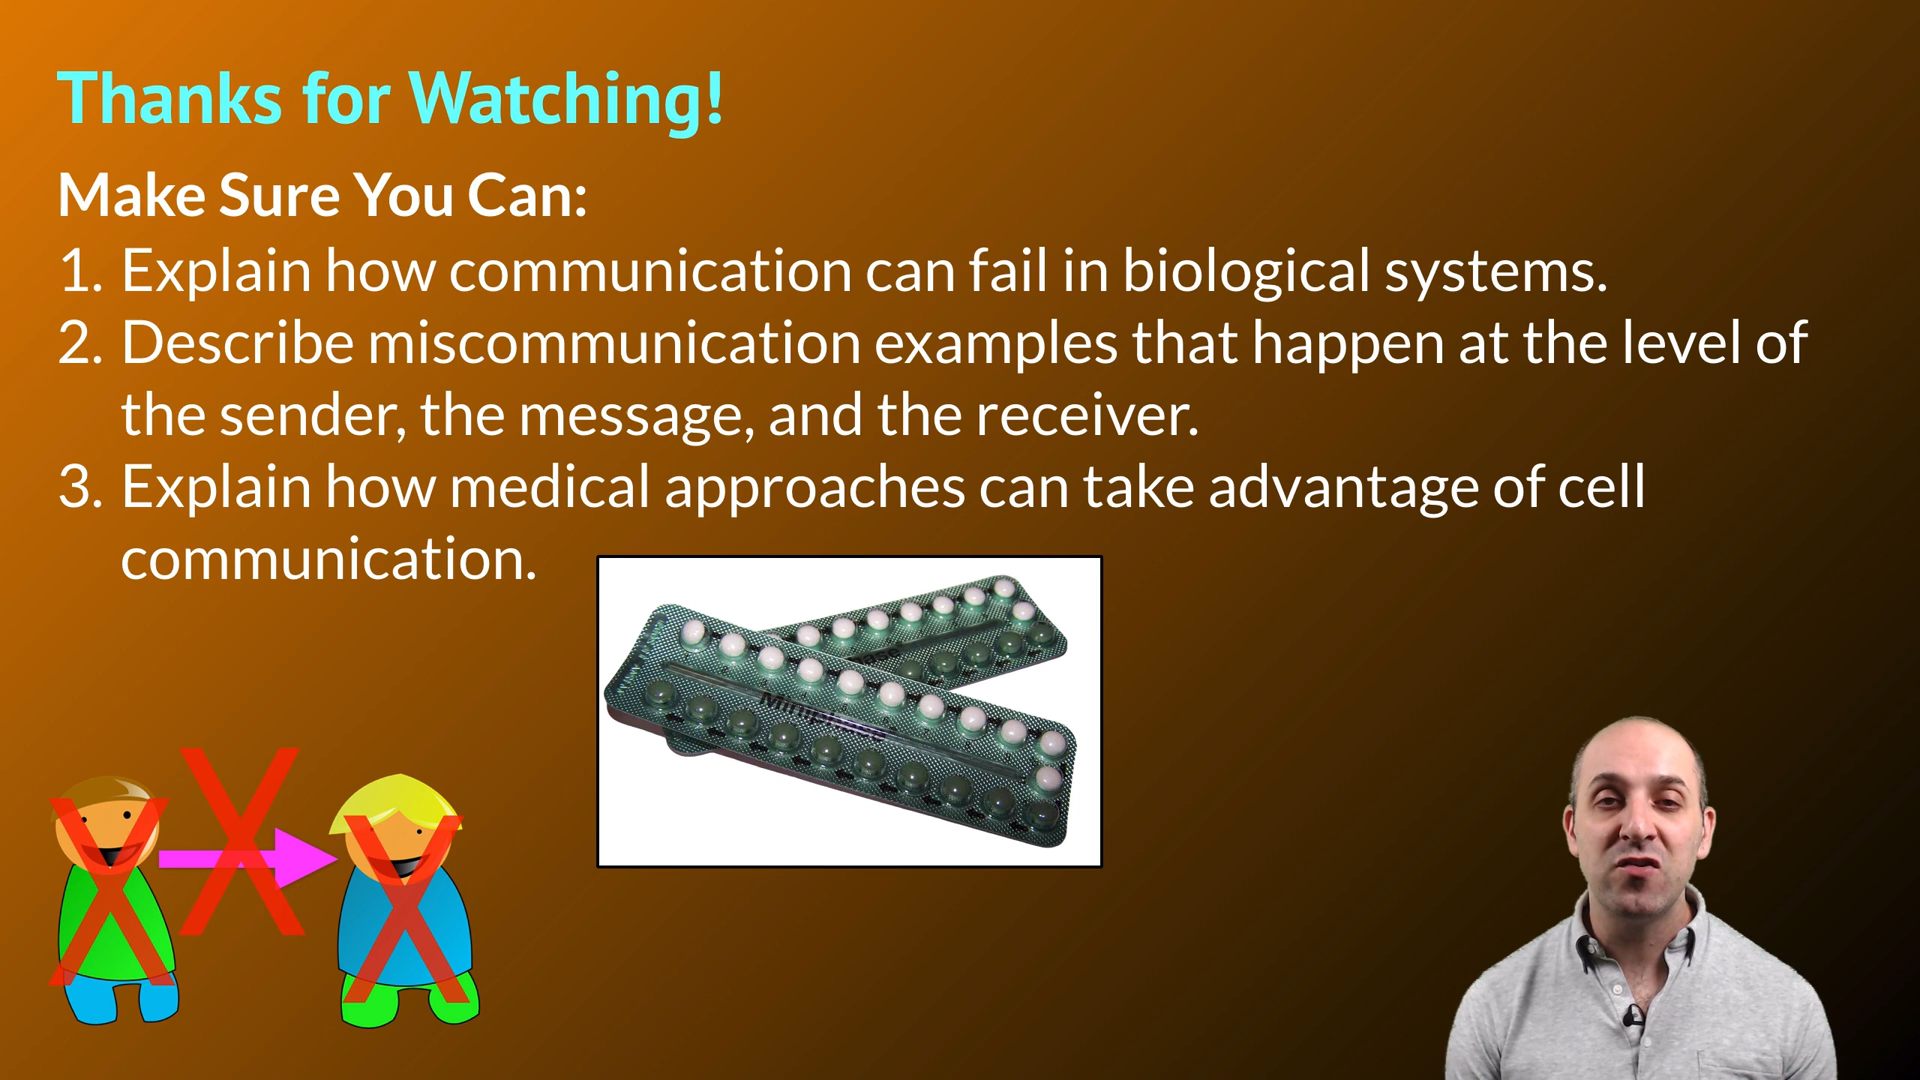 Thanks for Watching!
Make Sure You Can:
1. Explain how communication can fail in biological systems.
2. Describe miscommunication examples that happen at the level of
the sender, the message, and the receiver.
3. Explain how medical approaches can take advantage of cell
communication.